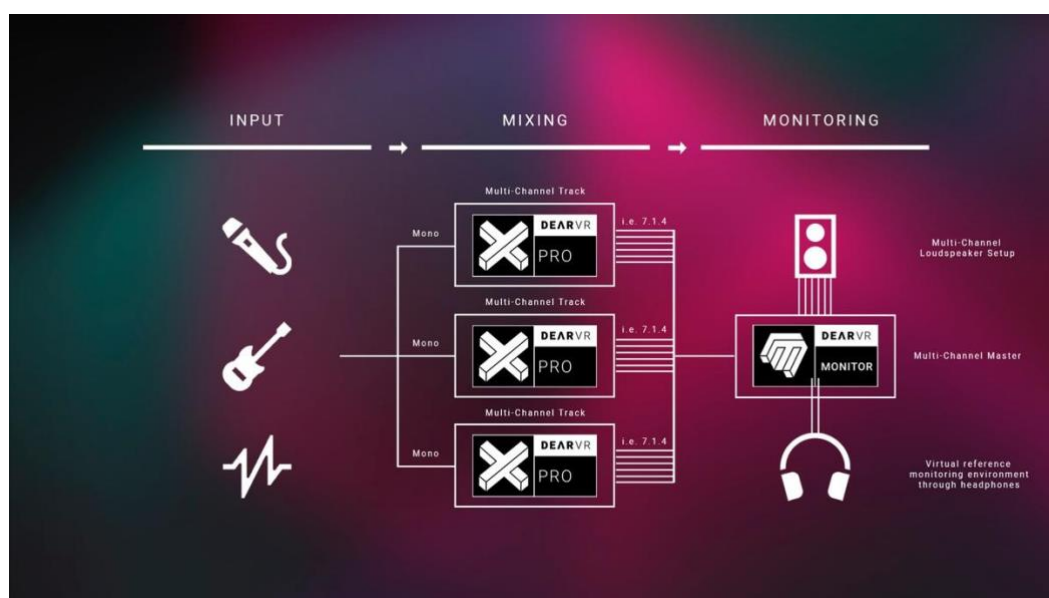 INPUT
MIXING
MONITORING
Multi-Channel Track
Mono
DEARVR
PRO
i.e. 7.1.4
Multi-Channel Track
Mono
DEARVR
PRO
i.e. 7.1.4
Multi-Channel Track
Mono
DEARVR
PRO
i.e. 7.1.4
Multi-Channel
Loudspeaker Setup
DEARVR
MONITOR
Multi-Channel Master
Virtual reference
monitoring environment
through headphones